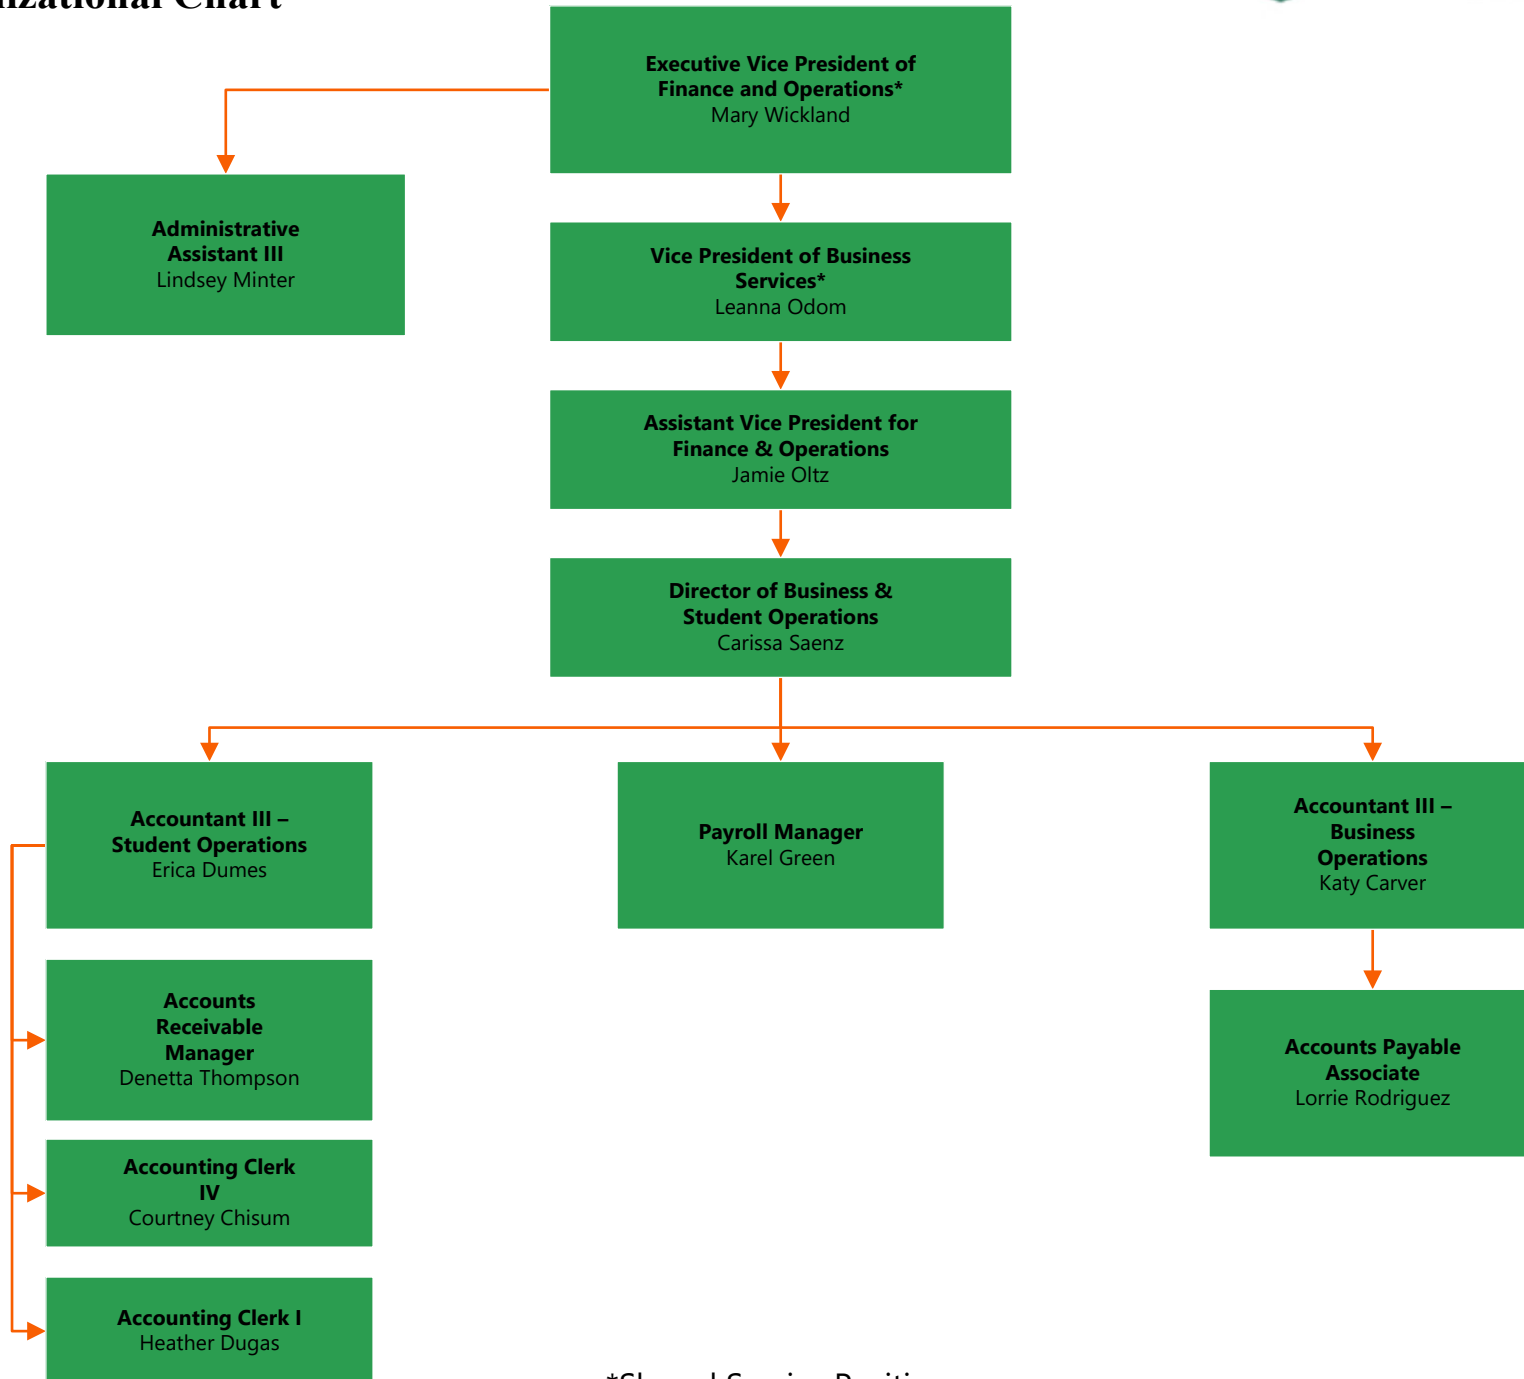 Chart
Executive Vice President of
Finance and Operations*
Mary Wickland
Administrative
Assistant III
Lindsey Minter
Vice President of Business
Services*
Leanna Odom
Assistant Vice President for
Finance & Operations
Jamie Oltz
Director of Business &
Student Operations
Carissa Saenz
Accountant III –
Student Operations
Erica Dumes
Payroll Manager
Karel Green
Accountant III –
Business
Operations
Katy Carver
Accounts
Receivable
Manager
Denetta Thompson
Accounts Payable
Associate
Lorrie Rodriguez
Accounting Clerk
IV
Courtney Chisum
Accounting Clerk I
Heather Dugas